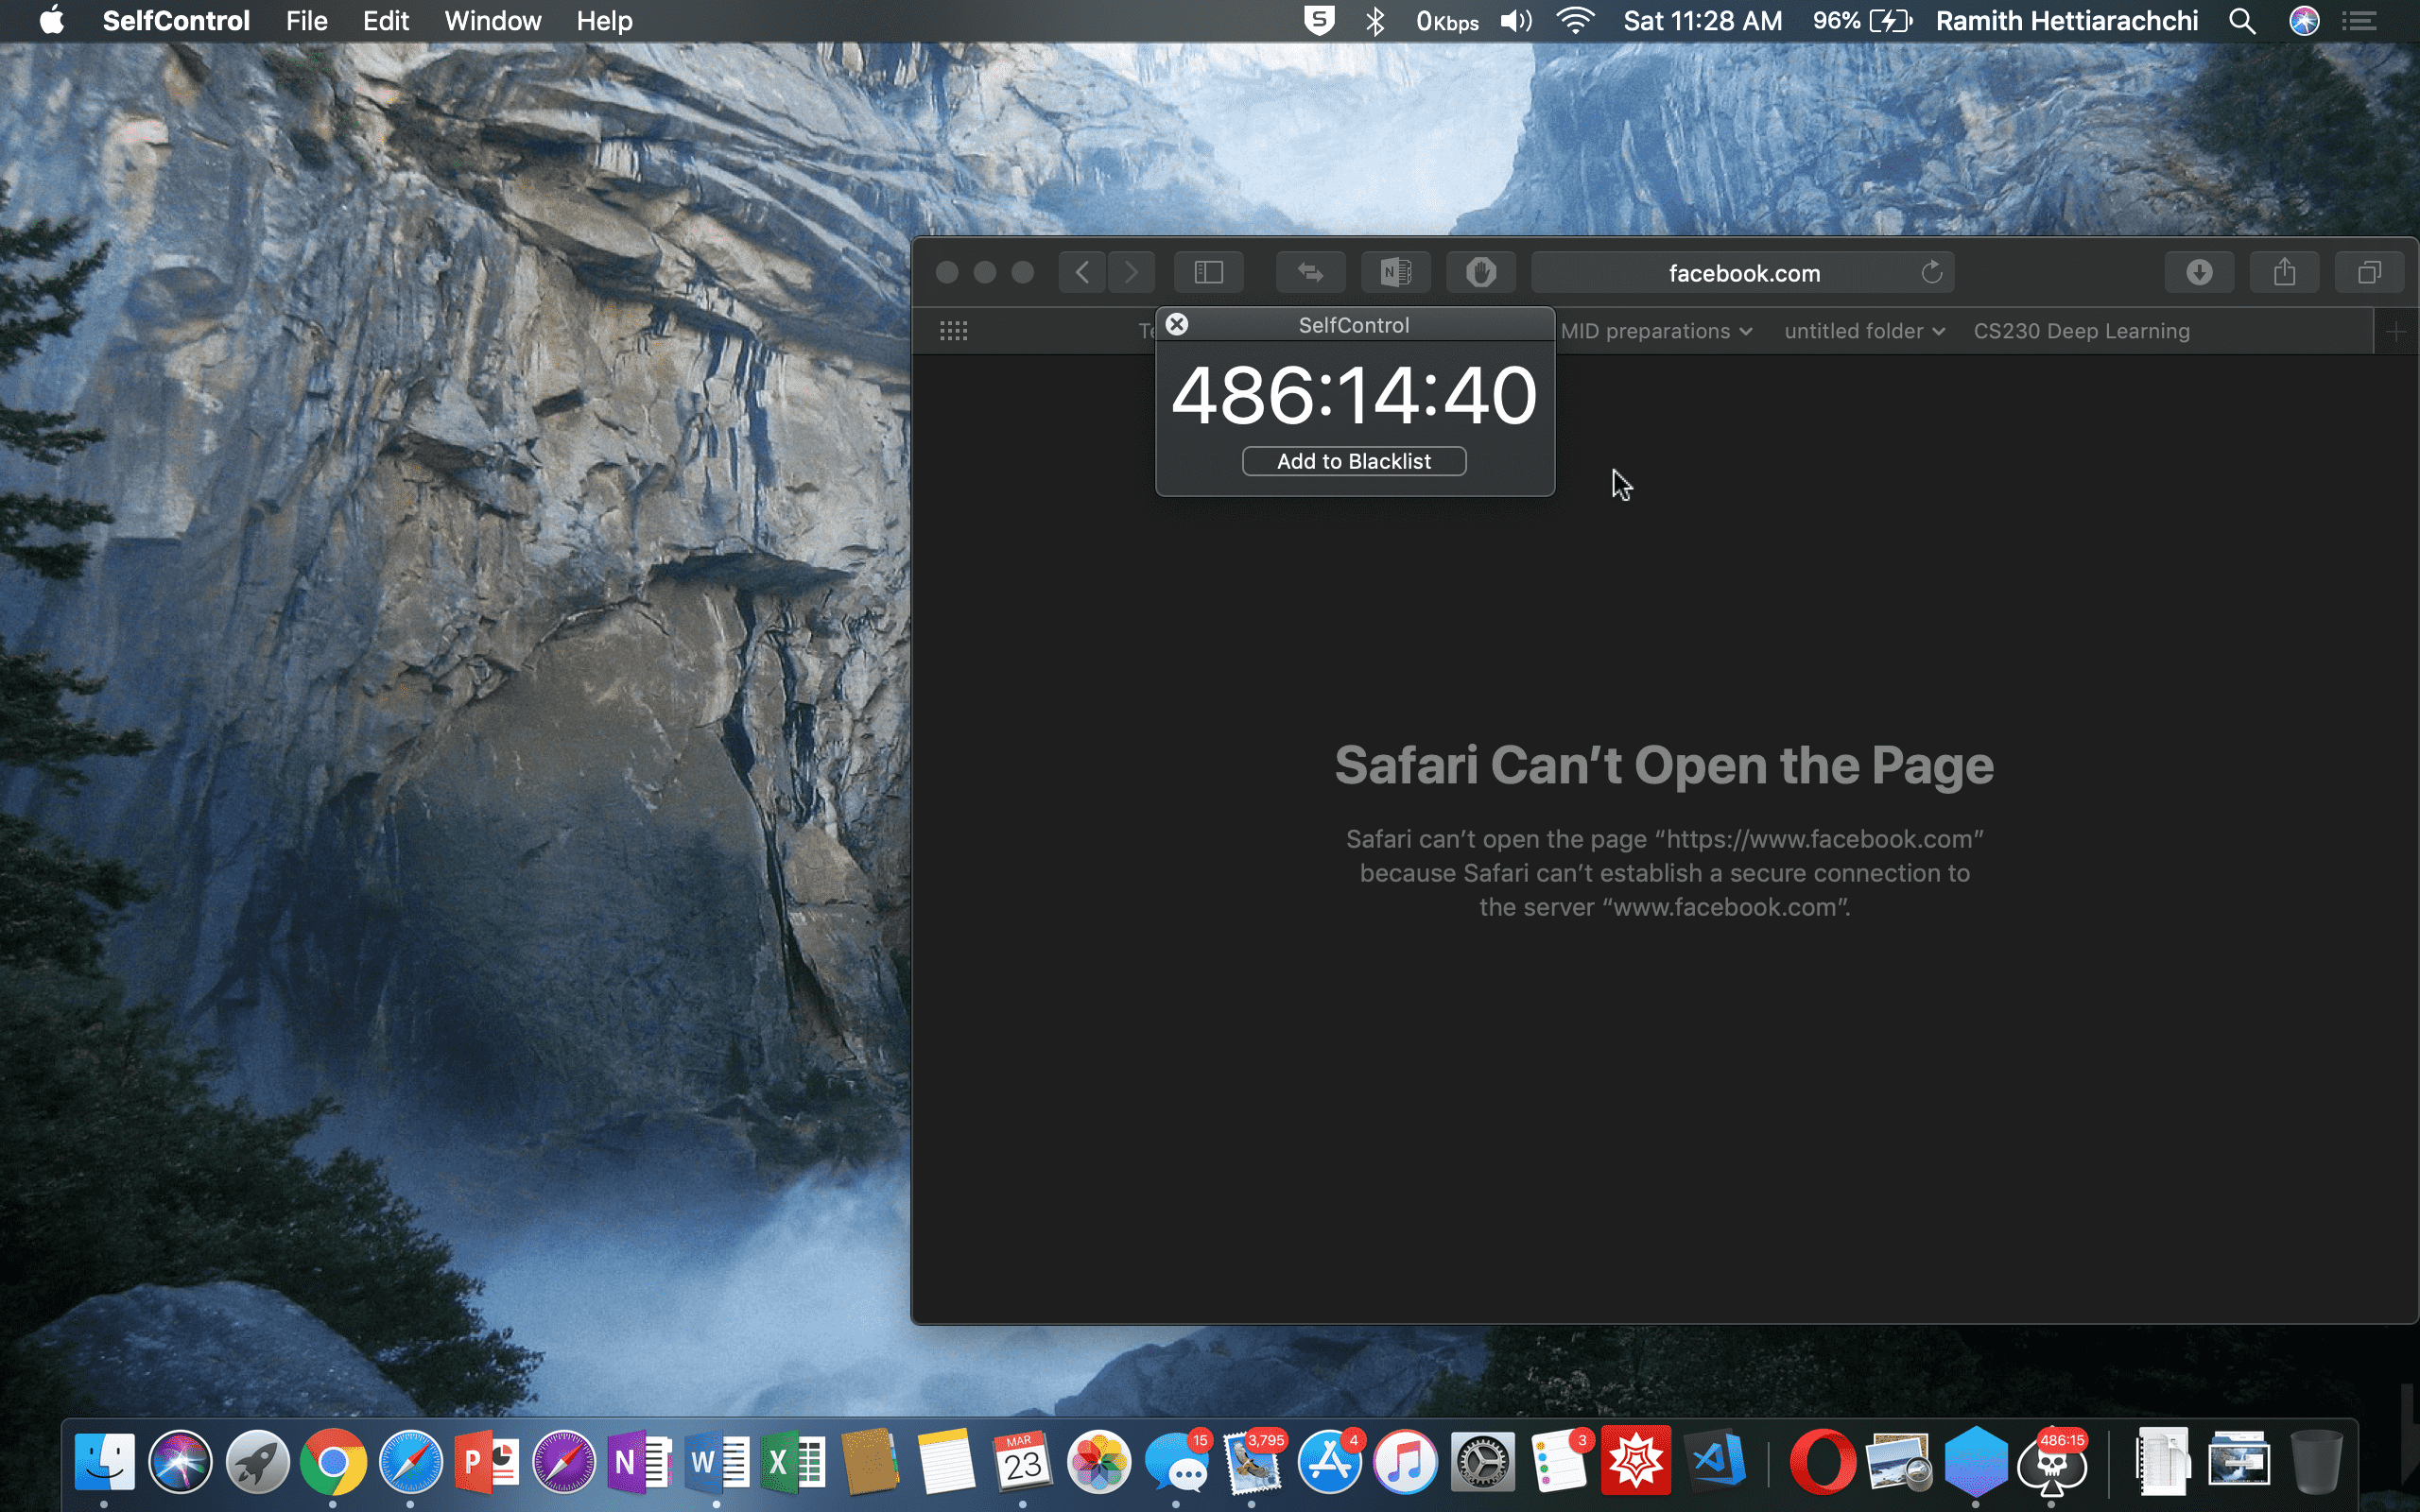 SelfControl File Edit Window Help
S 0Kbps Sat 11:28 AM 96% Ramith Hettiarachchi
N facebook.com
SelfControl
MID preparations untitled folder CS230 Deep Learning
486:14:40
Add to Blacklist
Safari Can’t Open the Page
Safari can’t open the page “https://www.facebook.com”
because Safari can’t establish a secure connection to
the server “www.facebook.com”.
P N W X MAR 23 15 3,795 4 3 486:15